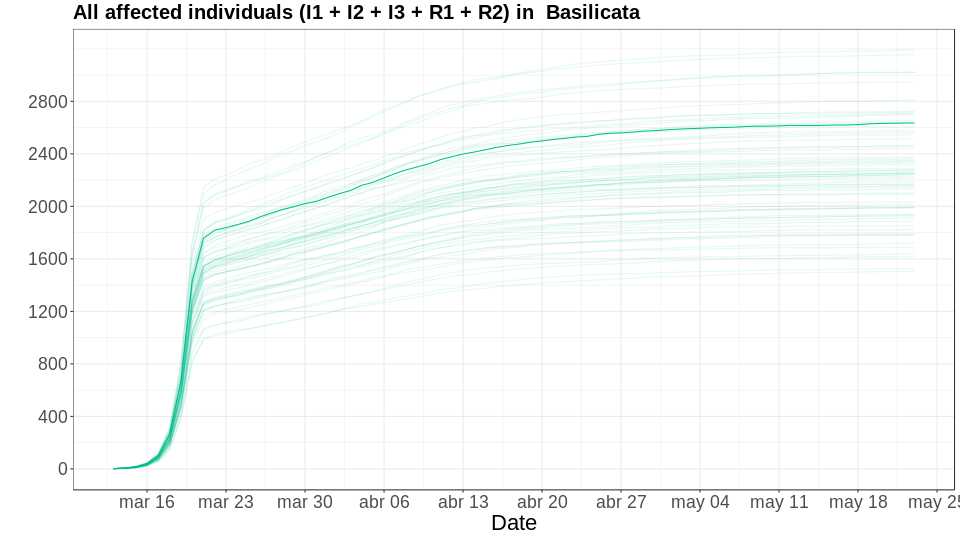 All affected individuals (I1 + I2 + I3 + R1 + R2) in  Basilicata
2800
2400
2000
1600
1200
800
400
0
mar 16 mar 23 mar 30 abr 06 abr 13 abr 20 abr 27 may 04 may 11 may 18 may 25
Date